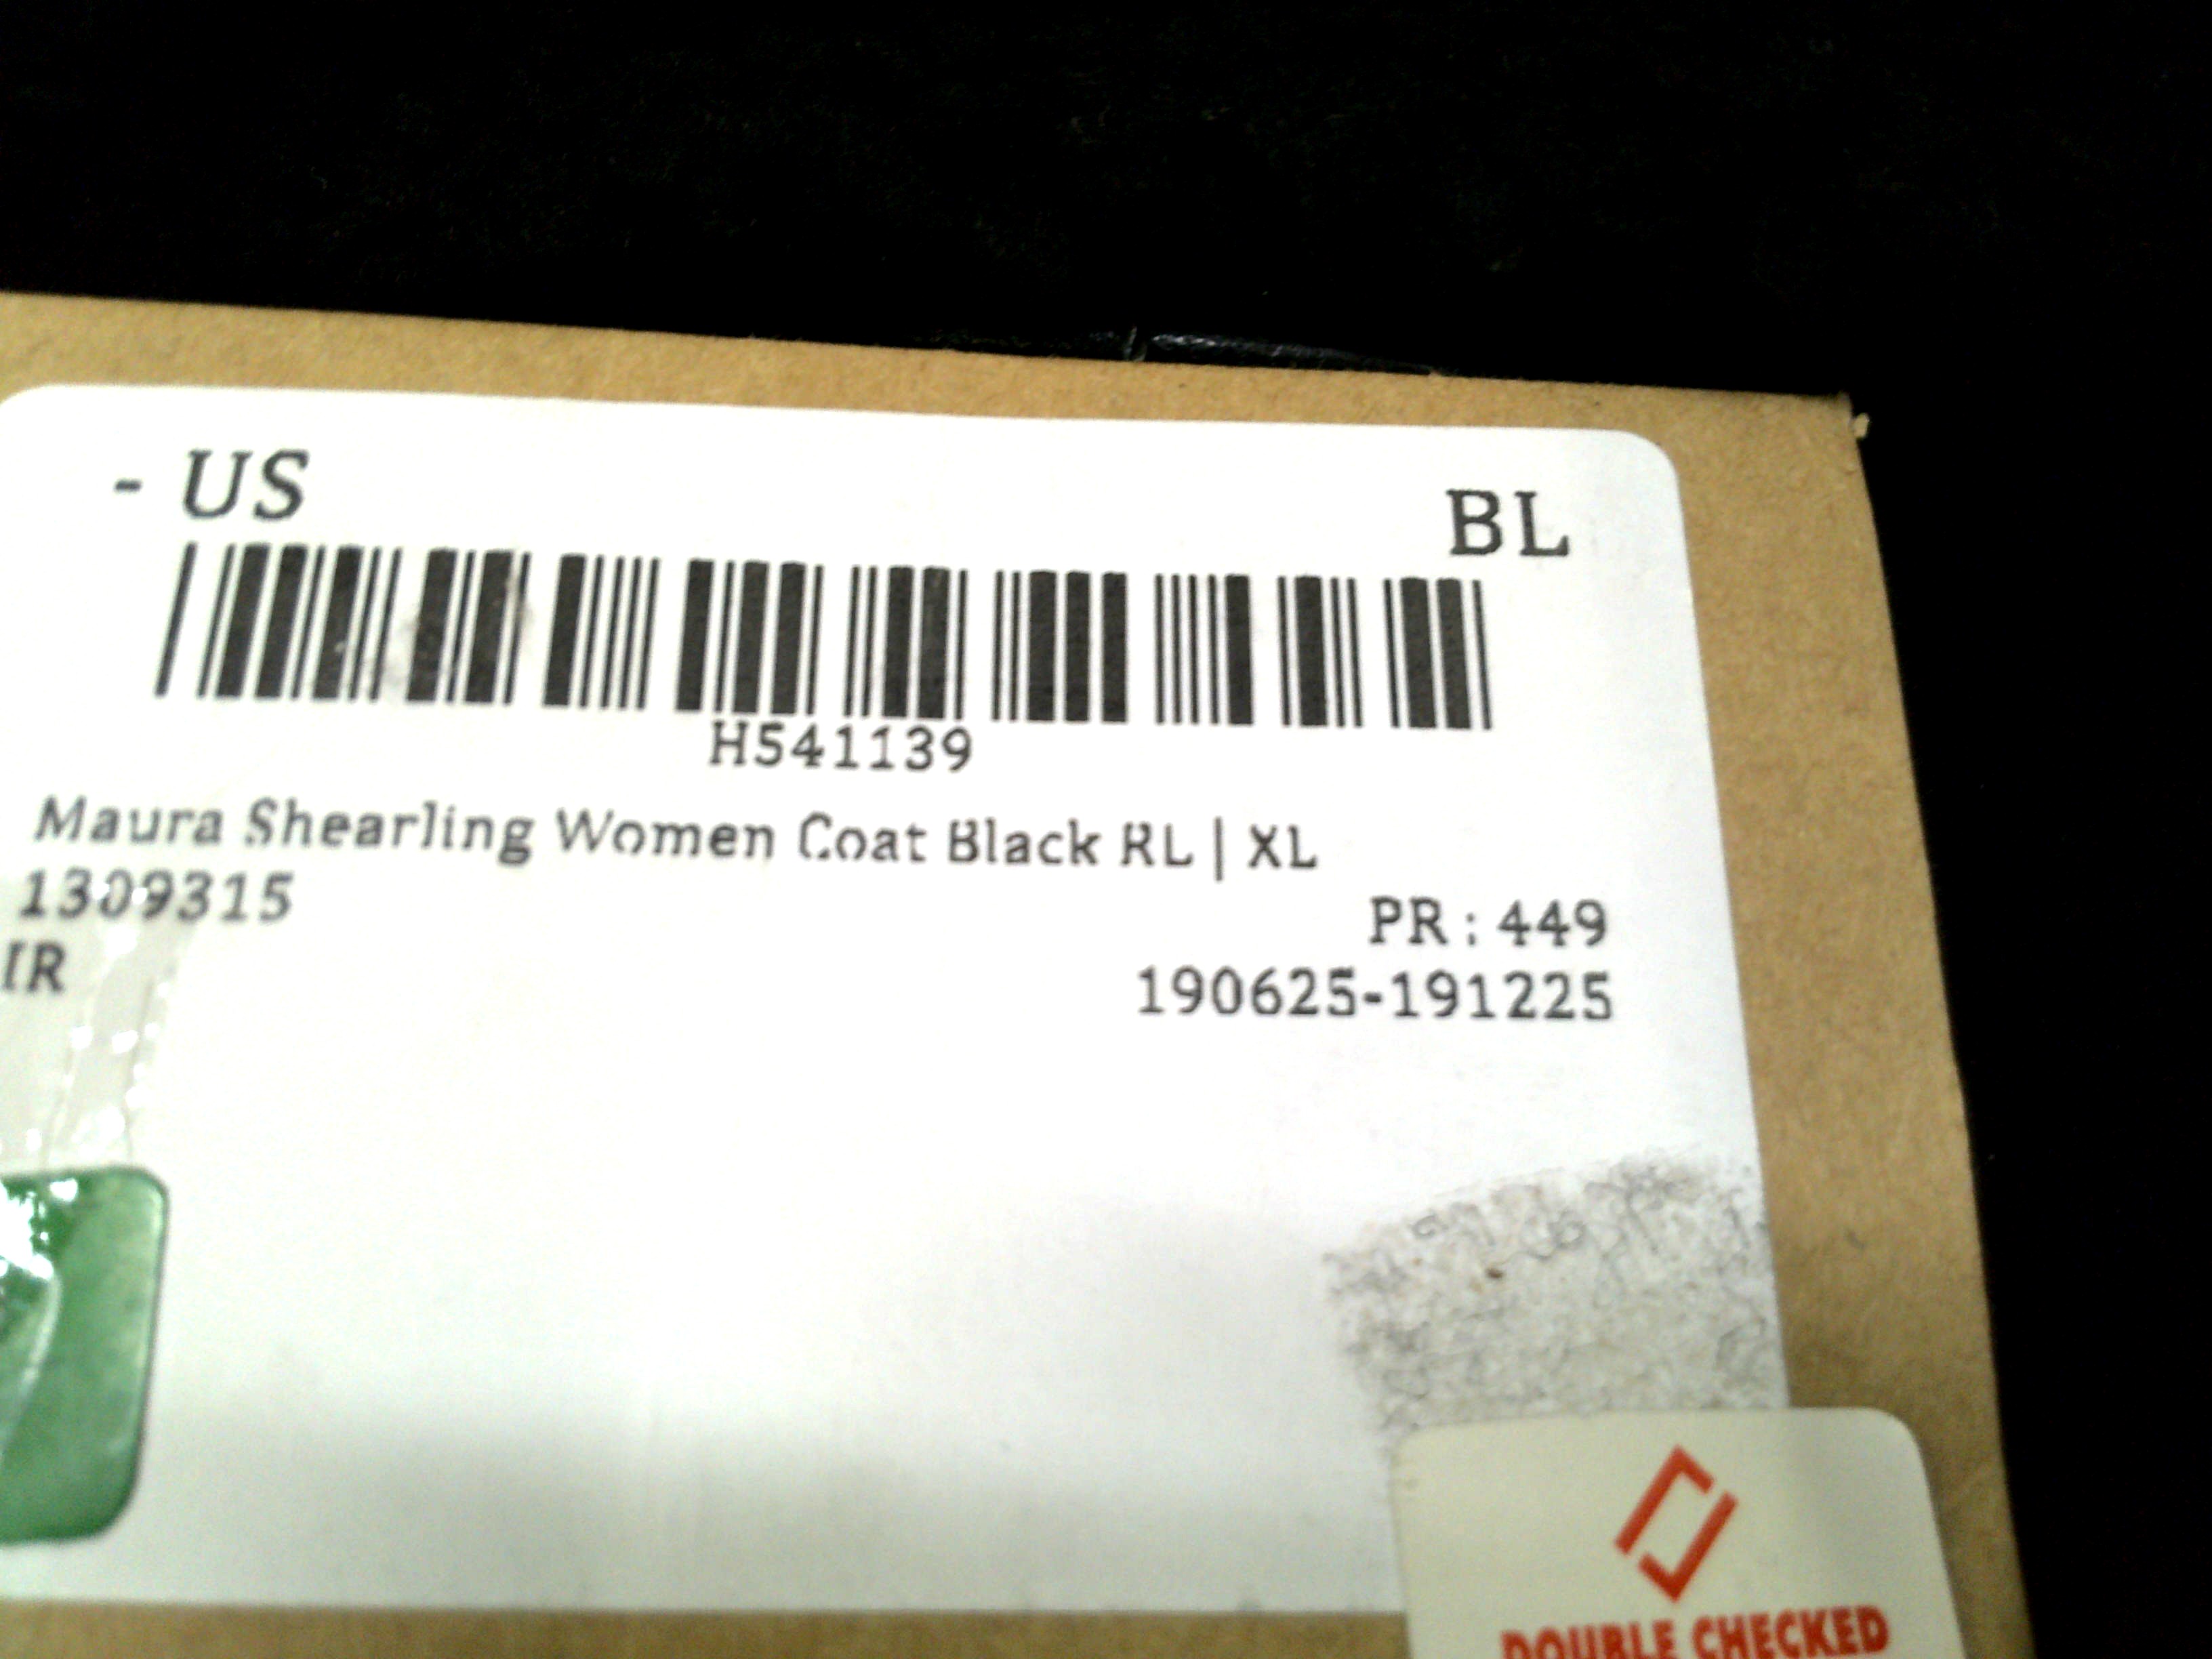 - US BL
H541139
Maura Shearling Women Coat Black RL | XL
1309315
PR : 449
IR
190625-191225
DOUBLE CHECKED